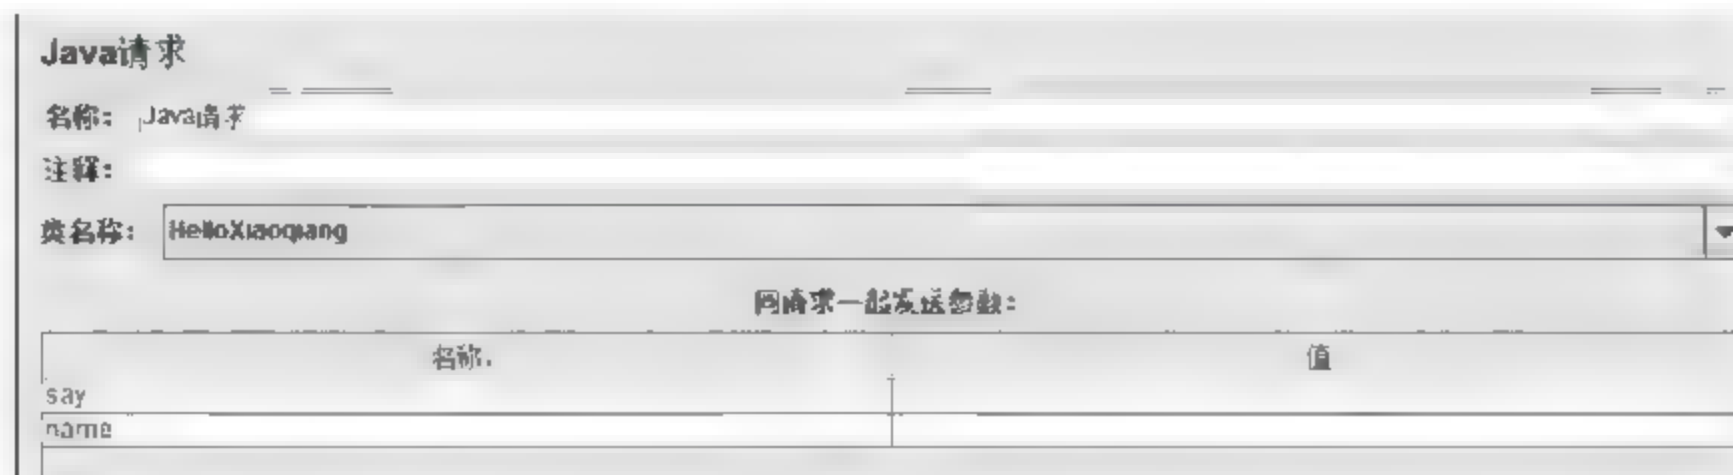 Java请求
名称: Java请求
注释:
类名称: HelloXiaoqiang
同请求一起发送参数:
名称: 值
say
name